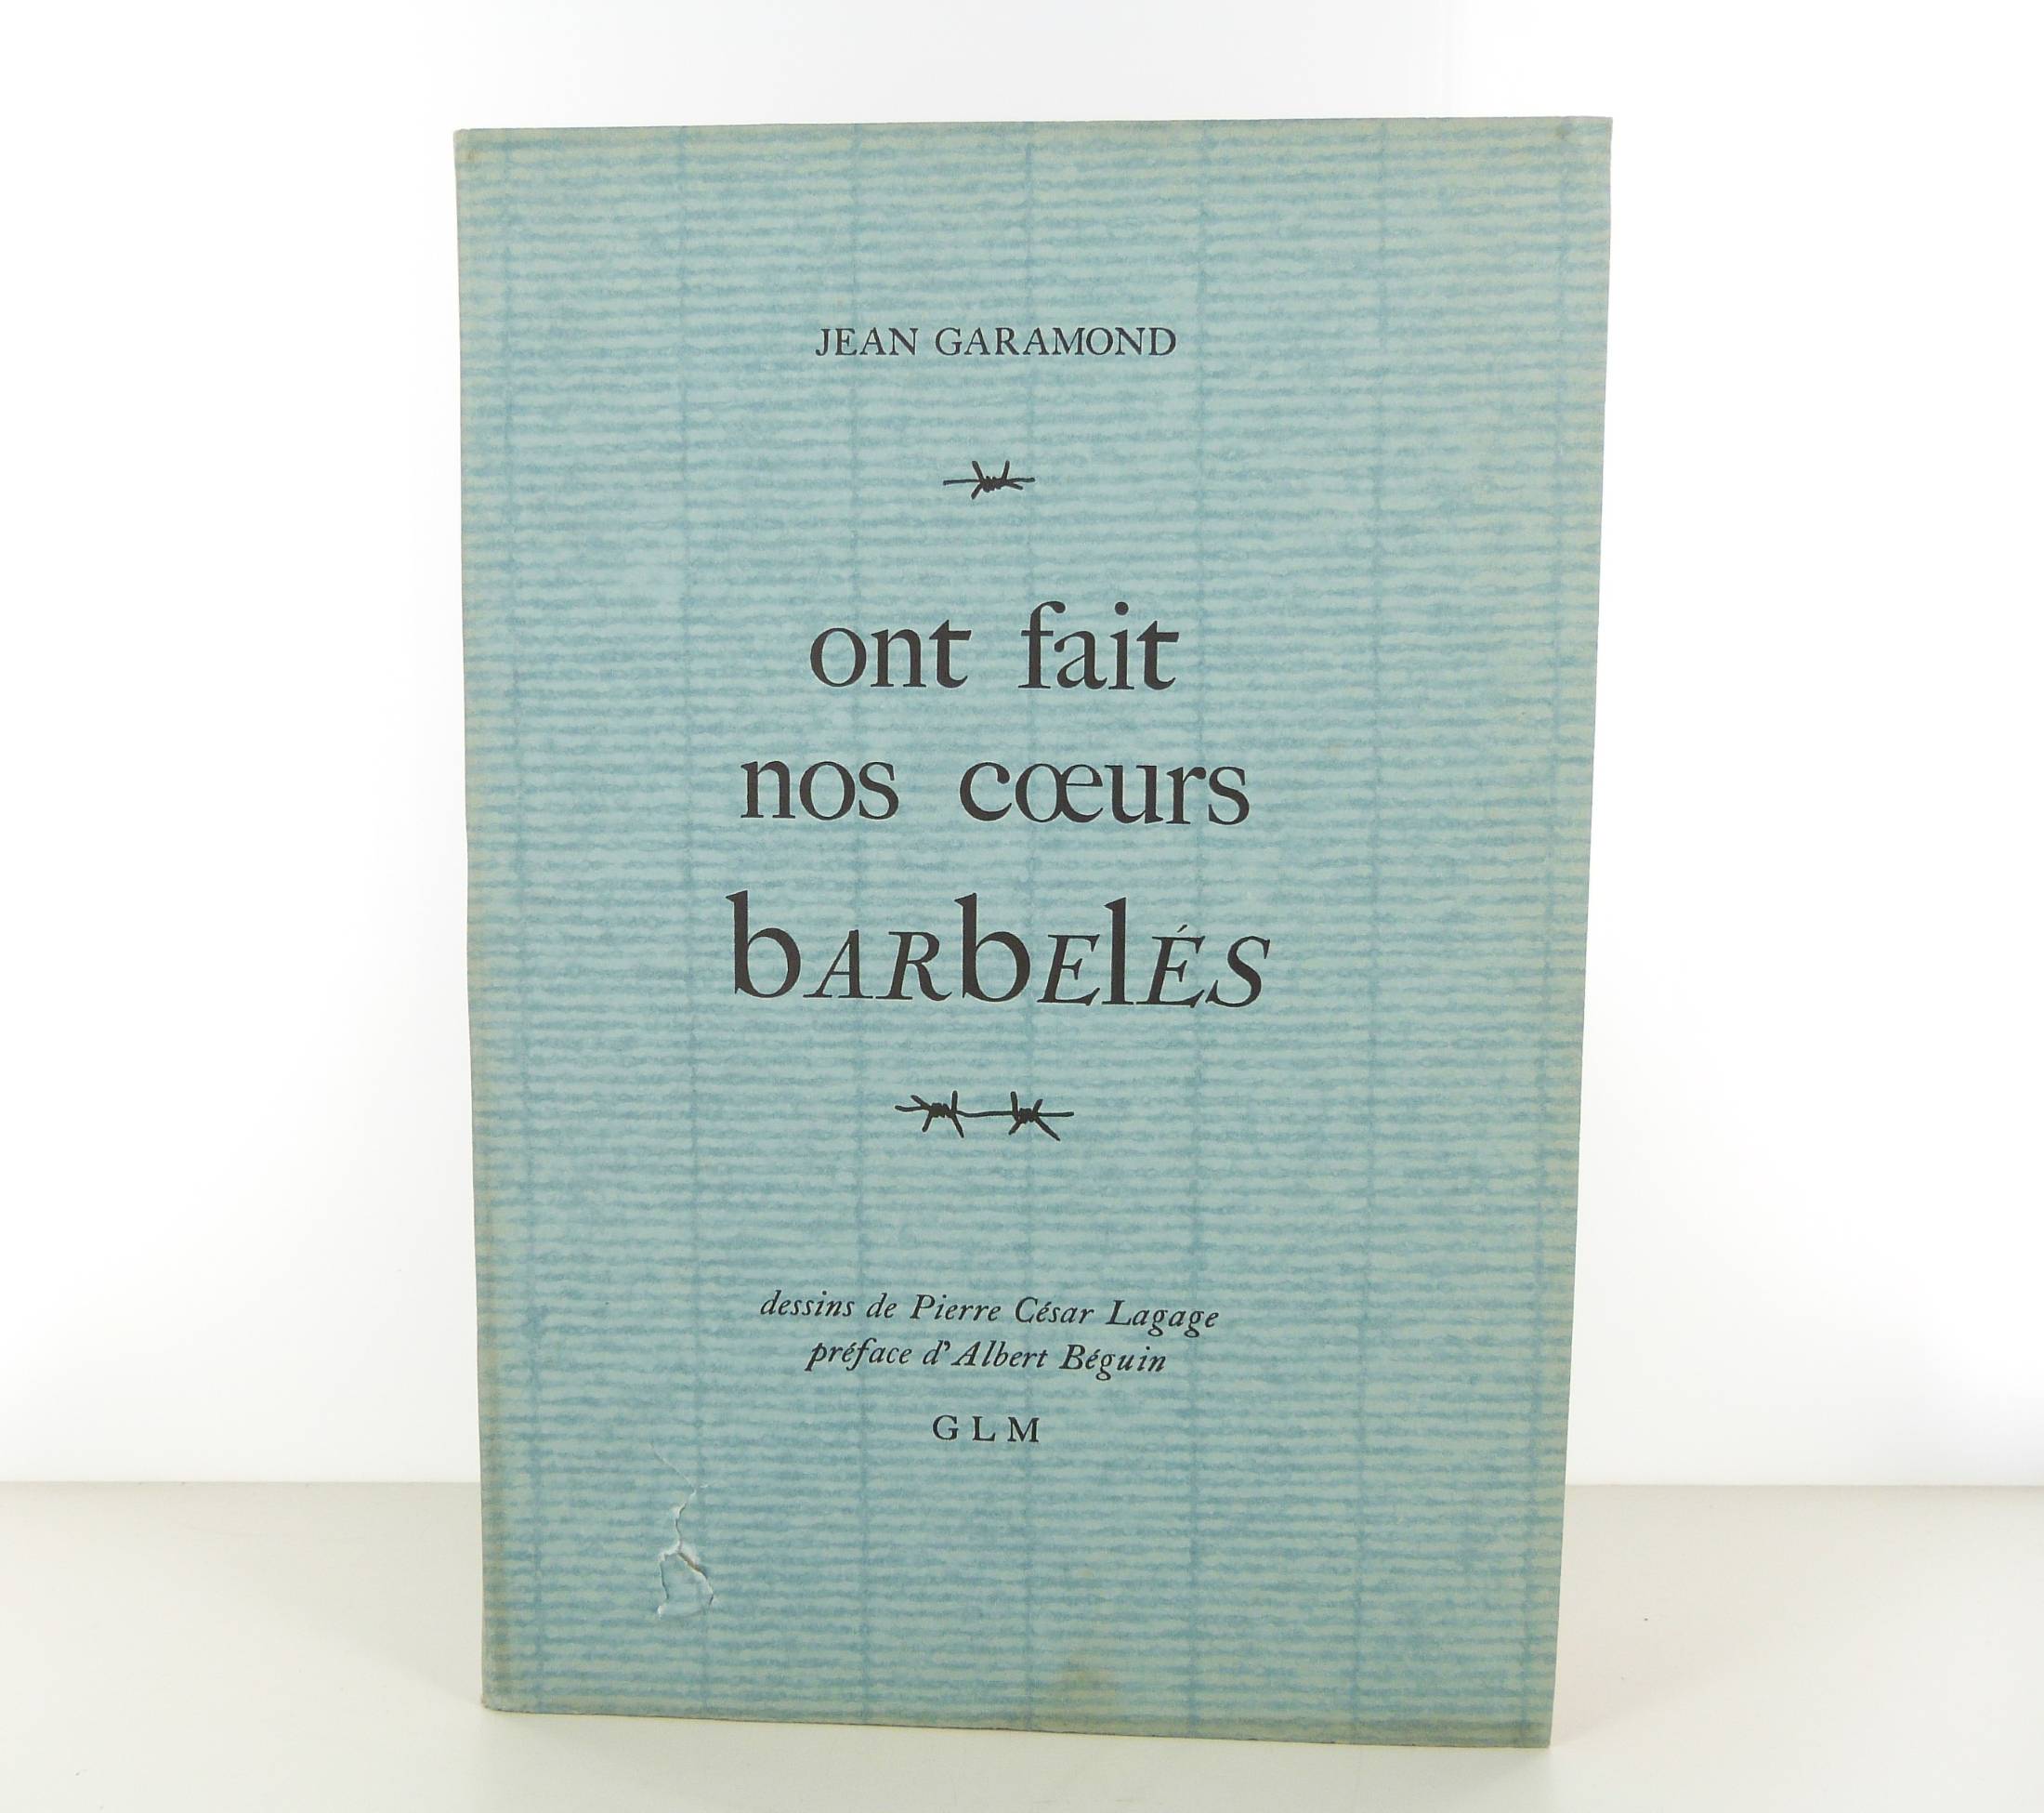 JEAN GARAMOND
ont fait
nos cœurs
bARbElÉS
dessins de Pierre César Lagage
préface d'Albert Béguin
GLM